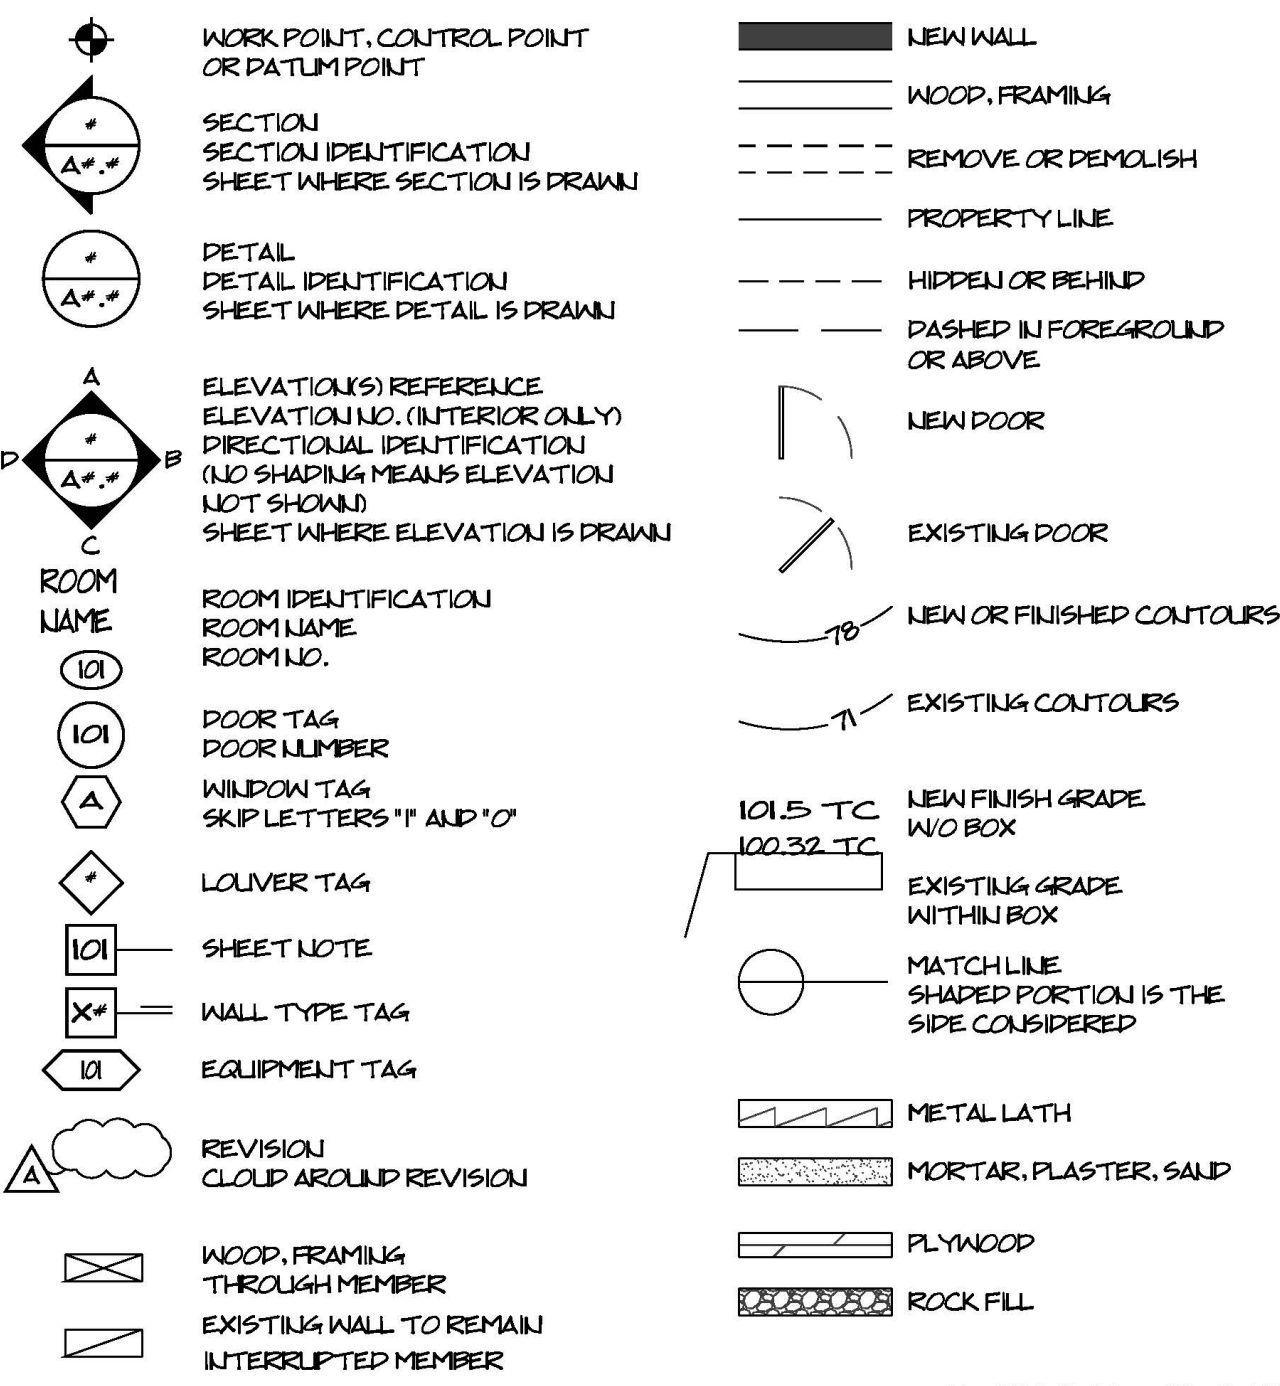 WORK POINT, CONTROL POINT
OR DATUM POINT
#
A#.#
SECTION
SECTION IDENTIFICATION
SHEET WHERE SECTION IS DRAWN
#
A#.#
DETAIL
DETAIL IDENTIFICATION
SHEET WHERE DETAIL IS DRAWN
A
#
D
B
A#.#
C
ELEVATION(S) REFERENCE
ELEVATION NO. (INTERIOR ONLY)
DIRECTIONAL IDENTIFICATION
(NO SHADING MEANS ELEVATION
NOT SHOWN)
SHEET WHERE ELEVATION IS DRAWN
ROOM
NAME
101
ROOM IDENTIFICATION
ROOM NAME
ROOM NO.
101
DOOR TAG
DOOR NUMBER
A
WINDOW TAG
SKIP LETTERS "I" AND "O"
#
LOUVER TAG
101
SHEET NOTE
X#
WALL TYPE TAG
101
EQUIPMENT TAG
A
REVISION
CLOUD AROUND REVISION
WOOD, FRAMING
THROUGH MEMBER
EXISTING WALL TO REMAIN
INTERRUPTED MEMBER
NEW WALL
WOOD, FRAMING
REMOVE OR DEMOLISH
PROPERTY LINE
HIDDEN OR BEHIND
DASHED IN FOREGROUND
OR ABOVE
NEW DOOR
EXISTING DOOR
78
NEW OR FINISHED CONTOURS
71
EXISTING CONTOURS
101.5 TC
NEW FINISH GRADE
W/O BOX
100.32 TC
EXISTING GRADE
WITHIN BOX
MATCH LINE
SHADED PORTION IS THE
SIDE CONSIDERED
METAL LATH
MORTAR, PLASTER, SAND
PLYWOOD
ROCK FILL